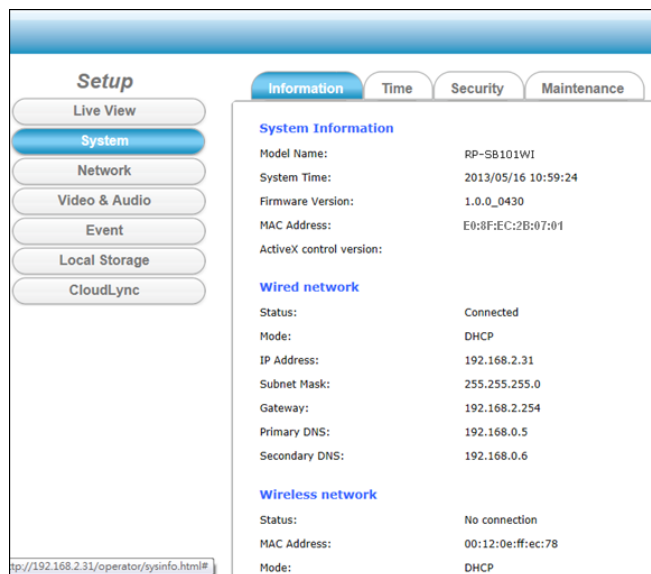 Setup
Live View
System
Network
Video & Audio
Event
Local Storage
CloudLync
Information Time Security Maintenance
System Information
Model Name: RP-SB101WI
System Time: 2013/05/16 10:59:24
Firmware Version: 1.0.0_0430
MAC Address: E0:8F:EC:2B:07:01
ActiveX control version:
Wired network
Status: Connected
Mode: DHCP
IP Address: 192.168.2.31
Subnet Mask: 255.255.255.0
Gateway: 192.168.2.254
Primary DNS: 192.168.0.5
Secondary DNS: 192.168.0.6
Wireless network
Status: No connection
MAC Address: 00:12:0e:ff:ec:78
Mode: DHCP
tp://192.168.2.31/operator/sysinfo.html#